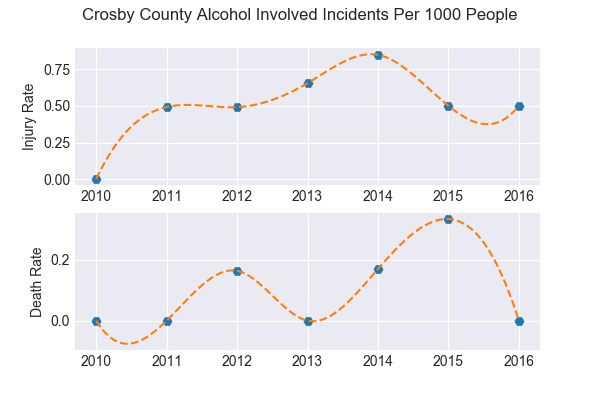 Crosby County Alcohol Involved Incidents Per 1000 People
Injury Rate
0.75
0.50
0.25
0.00
2010 2011 2012 2013 2014 2015 2016
Death Rate
0.2
0.0
2010 2011 2012 2013 2014 2015 2016